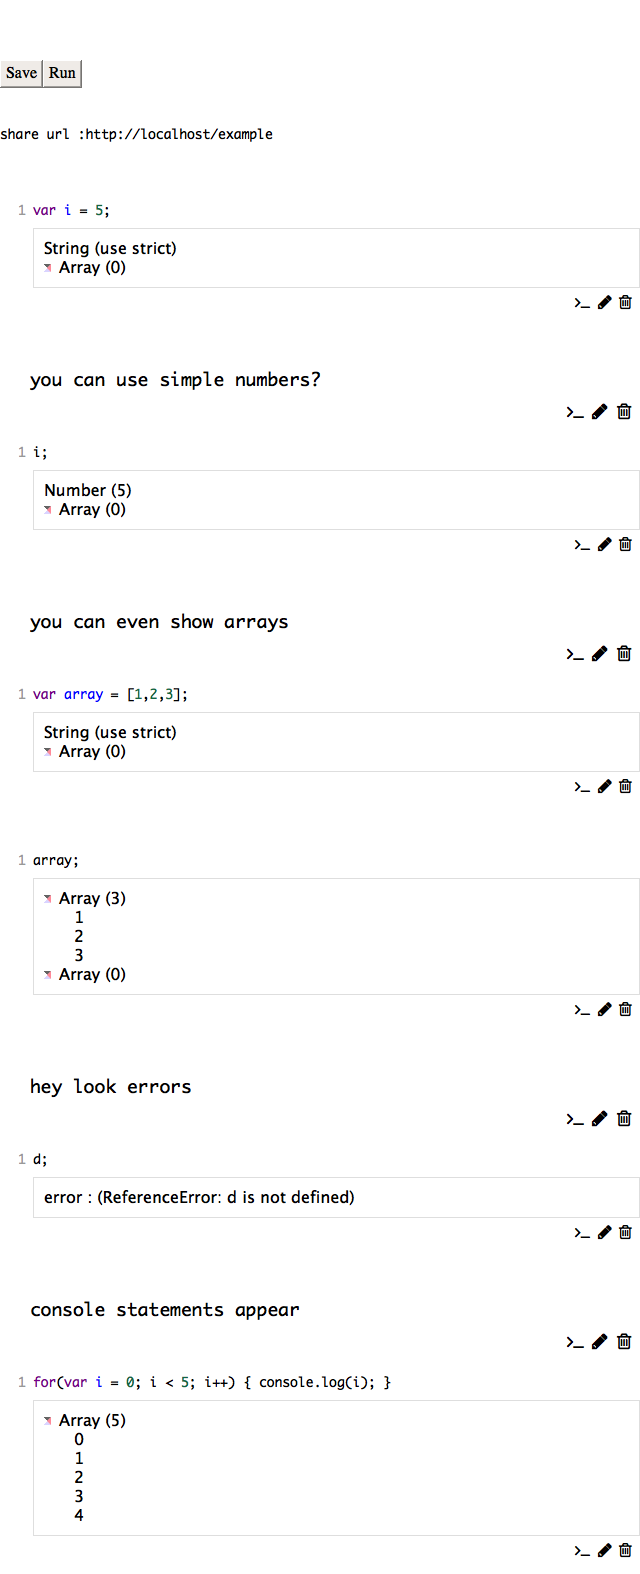 Save Run
share url :http://localhost/example
1 var i = 5;
String (use strict)
Array (0)
you can use simple numbers?
1 i;
Number (5)
Array (0)
you can even show arrays
1 var array = [1,2,3];
String (use strict)
Array (0)
1 array;
Array (3)
1
2
3
Array (0)
hey look errors
1 d;
error : (ReferenceError: d is not defined)
console statements appear
1 for(var i = 0; i < 5; i++) { console.log(i); }
Array (5)
0
1
2
3
4